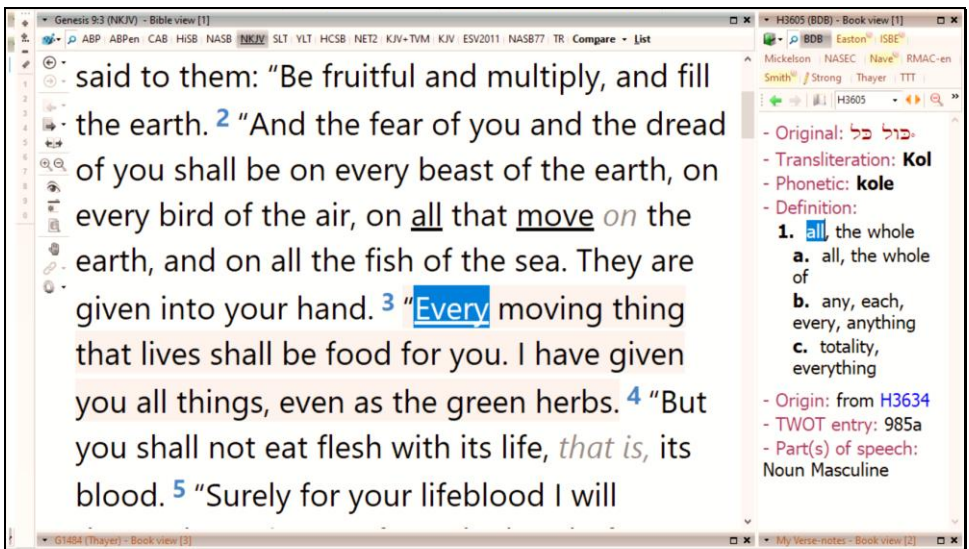 Genesis 9:3 (NKJV) - Bible view [1]
ABP ABPen CAB HiSB NASB NKJV SLT YLT HCSB NET2 KJV+TVM KJV ESV2011 NASB77 TR Compare List
said to them: “Be fruitful and multiply, and fill
the earth. 2 “And the fear of you and the dread
of you shall be on every beast of the earth, on
every bird of the air, on all that move on the
earth, and on all the fish of the sea. They are
given into your hand. 3 “Every moving thing
that lives shall be food for you. I have given
you all things, even as the green herbs. 4 “But
you shall not eat flesh with its life, that is, its
blood. 5 “Surely for your lifeblood I will
G1484 (Thayer) - Book view [3]
H3605 (BDB) - Book view [1]
BDB Easton ISBE
Mickelson NASEC Nave RMAC-en
Smith Strong Thayer TTT
H3605
- Original: כּול כּל
- Transliteration: Kol
- Phonetic: kole
- Definition:
1. all, the whole
a. all, the whole
of
b. any, each,
every, anything
c. totality,
everything
- Origin: from H3634
- TWOT entry: 985a
- Part(s) of speech:
Noun Masculine
My Verse-notes - Book view [2]